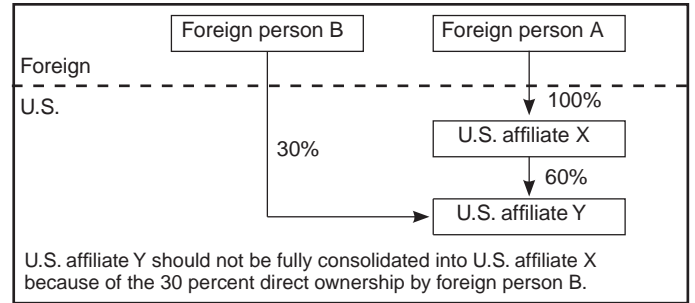 Foreign person B
Foreign person A
Foreign
U.S.
100%
U.S. affiliate X
30%
60%
U.S. affiliate Y
U.S. affiliate Y should not be fully consolidated into U.S. affiliate X
because of the 30 percent direct ownership by foreign person B.